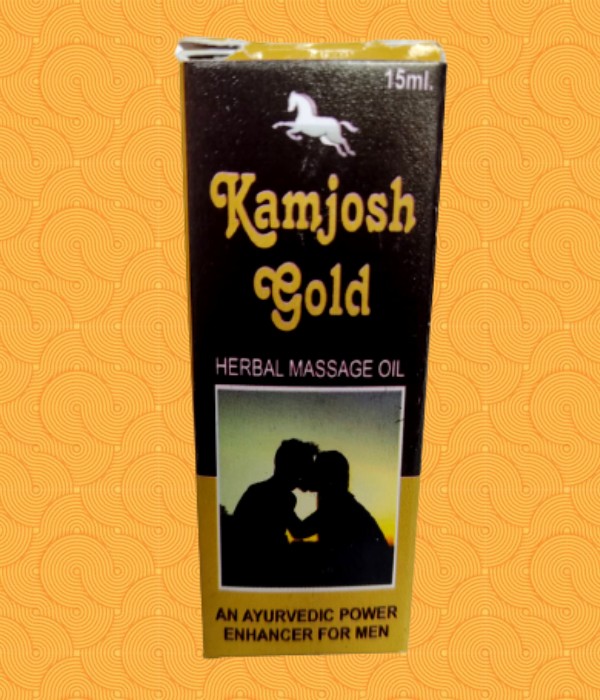 15ml.
Kamjosh
Gold
HERBAL MASSAGE OIL
AN AYURVEDIC POWER
ENHANCER FOR MEN